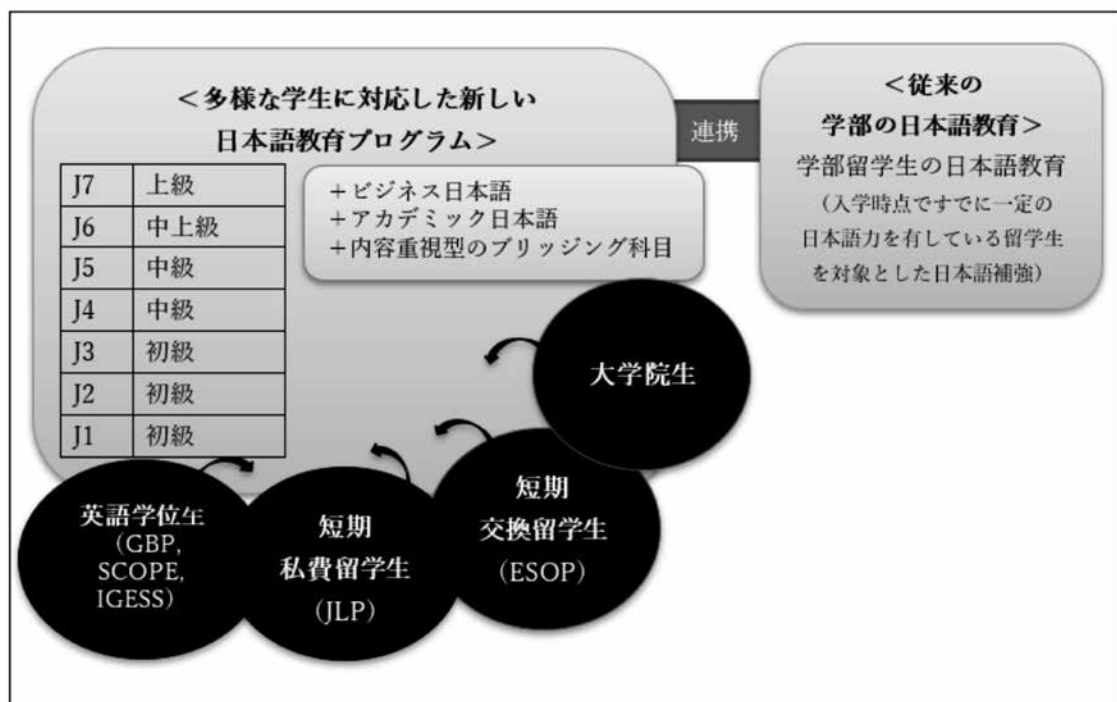 ＜多様な学生に対応した新しい
日本語教育プログラム＞
J7 上級
J6 中上級
J5 中級
J4 中級
J3 初級
J2 初級
J1 初級
＋ビジネス日本語
＋アカデミック日本語
＋内容重視型のブリッジング科目
連携
＜従来の
学部の日本語教育＞
学部留学生の日本語教育
（入学時点ですでに一定の
日本語力を有している留学生
を対象とした日本語補強）
大学院生
短期
交換留学生
（ESOP）
短期
私費留学生
（JLP）
英語学位生
（GBP,
SCOPE,
IGESS）